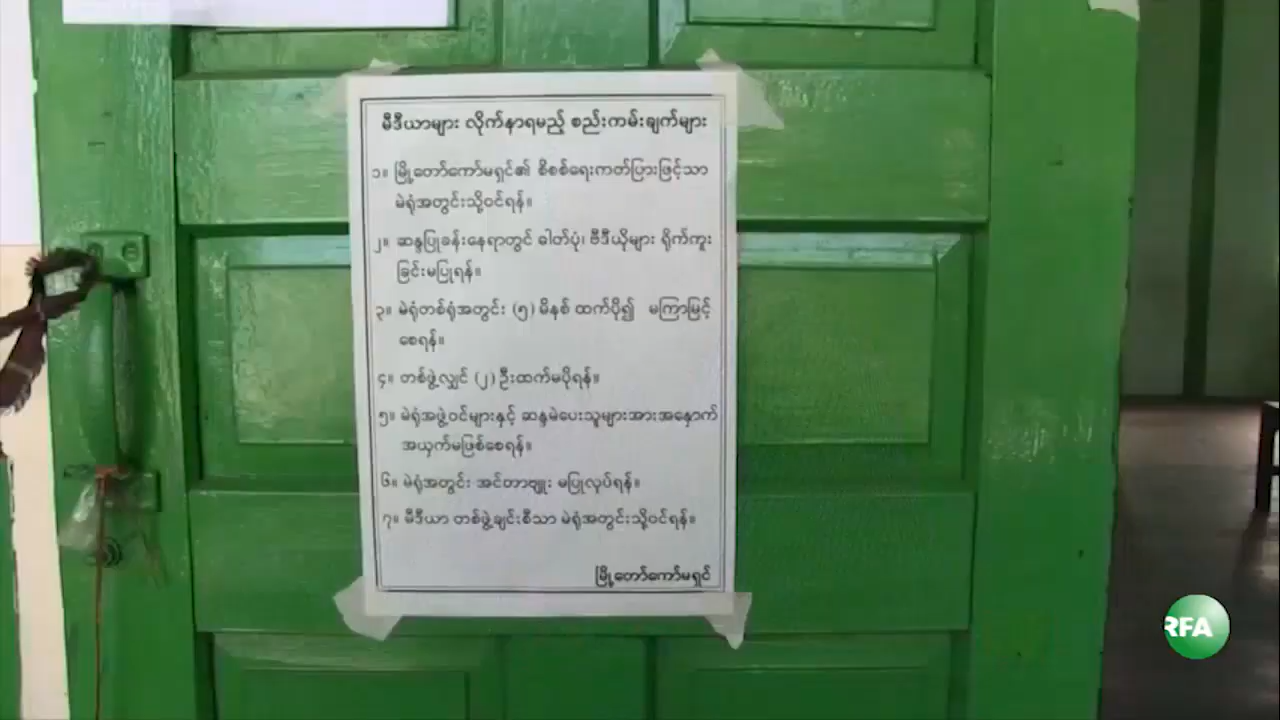 မီဒီယာများ လိုက်နာရမည့် စည်းကမ်းချက်များ
၁။ မြို့တော်ကော်မရှင်၏ စိစစ်ရေးကတ်ပြားဖြင့်သာ
မဲရုံအတွင်းသို့ဝင်ရန်။
၂။ ဆန္ဒပြုခန်းနေရာတွင် ဓါတ်ပုံ၊ ဗီဒီယိုများ ရိုက်ကူး
ခြင်းမပြုရန်။
၃။ မဲရုံတစ်ရုံအတွင်း (၅) မိနစ် ထက်ပို၍ မကြာမြင့်
စေရန်။
၄။ တစ်ဖွဲ့လျှင် (၂) ဦးထက်မပိုရန်။
၅။ မဲရုံအဖွဲ့ဝင်များနှင့် ဆန္ဒမဲပေးသူများအားအနှောက်
အယှက်မဖြစ်စေရန်။
၆။ မဲရုံအတွင်း အင်တာဗျူး မပြုလုပ်ရန်။
၇။ မီဒီယာ တစ်ဖွဲ့ချင်းစီသာ မဲရုံအတွင်းသို့ဝင်ရန်။
မြို့တော်ကော်မရှင်
RFA